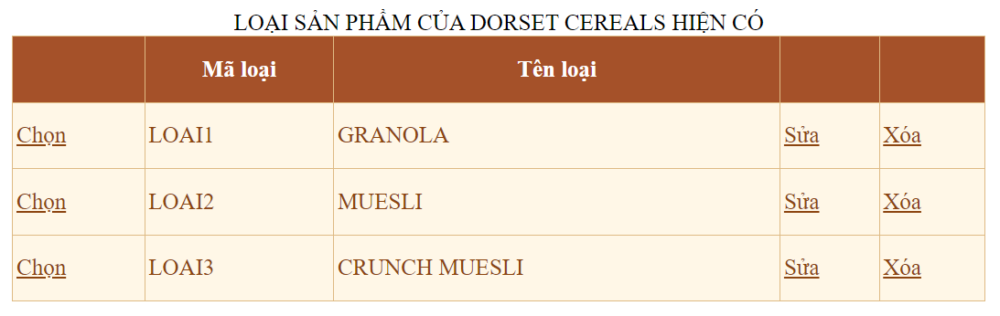 LOẠI SẢN PHẨM CỦA DORSET CEREALS HIỆN CÓ
Mã loại Tên loại
Chọn LOAI1 GRANOLA Sửa Xóa
Chọn LOAI2 MUESLI Sửa Xóa
Chọn LOAI3 CRUNCH MUESLI Sửa Xóa